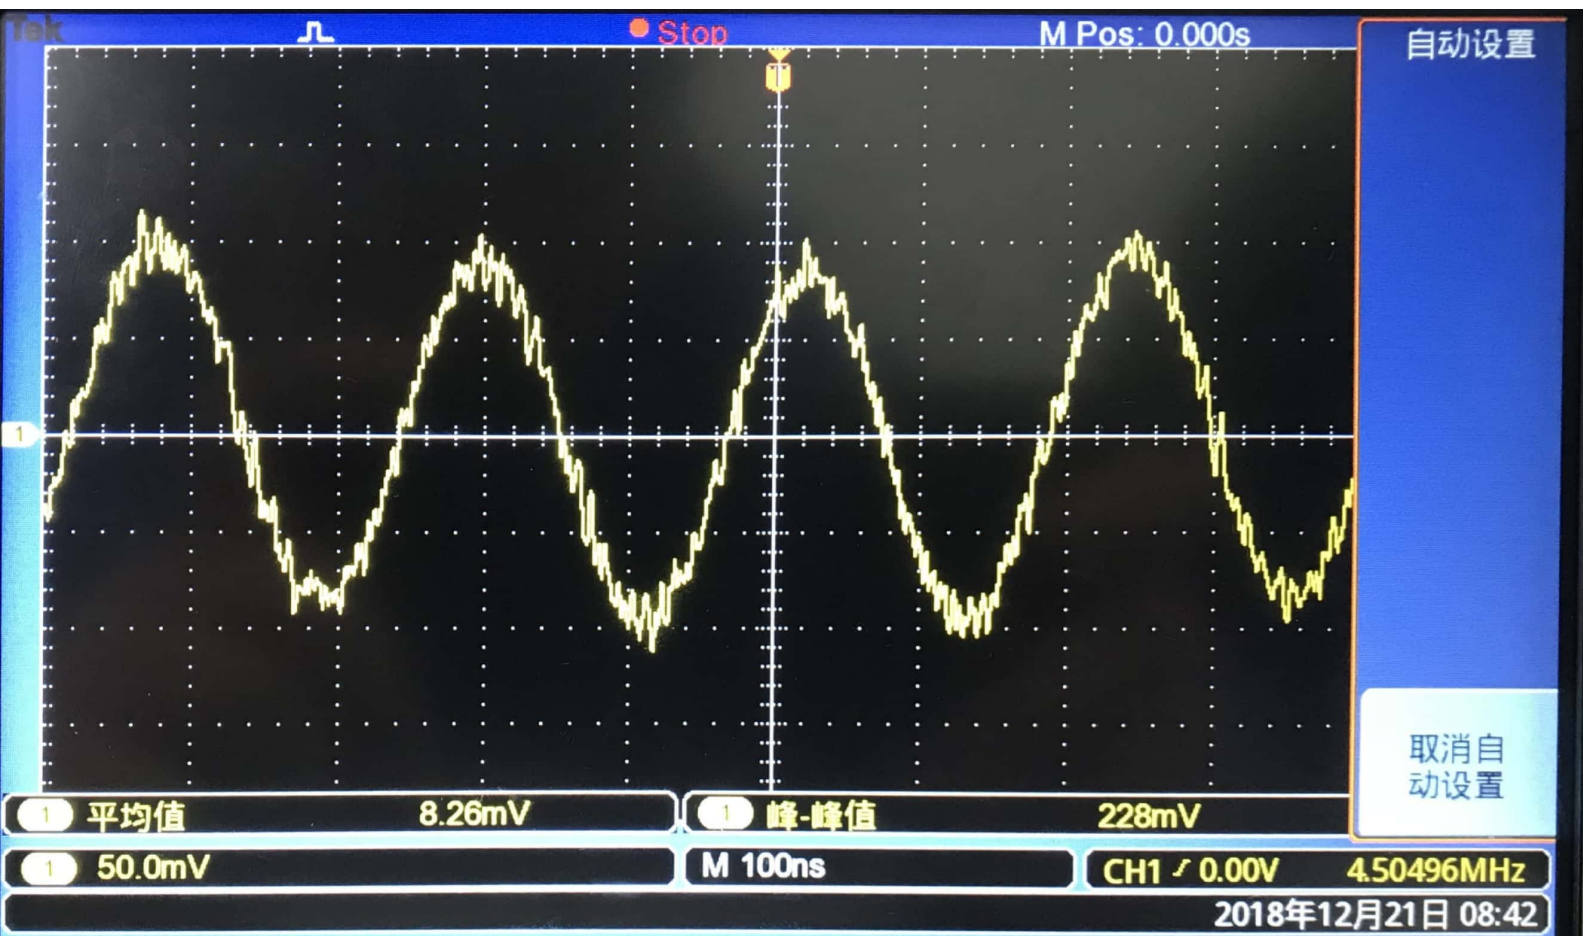 Tek
Stop
M Pos: 0.000s
自动设置
T
1
取消自
动设置
1 平均值 8.26mV
1 峰-峰值 228mV
1 50.0mV
M 100ns
CH1 0.00V 4.50496MHz
2018年12月21日 08:42